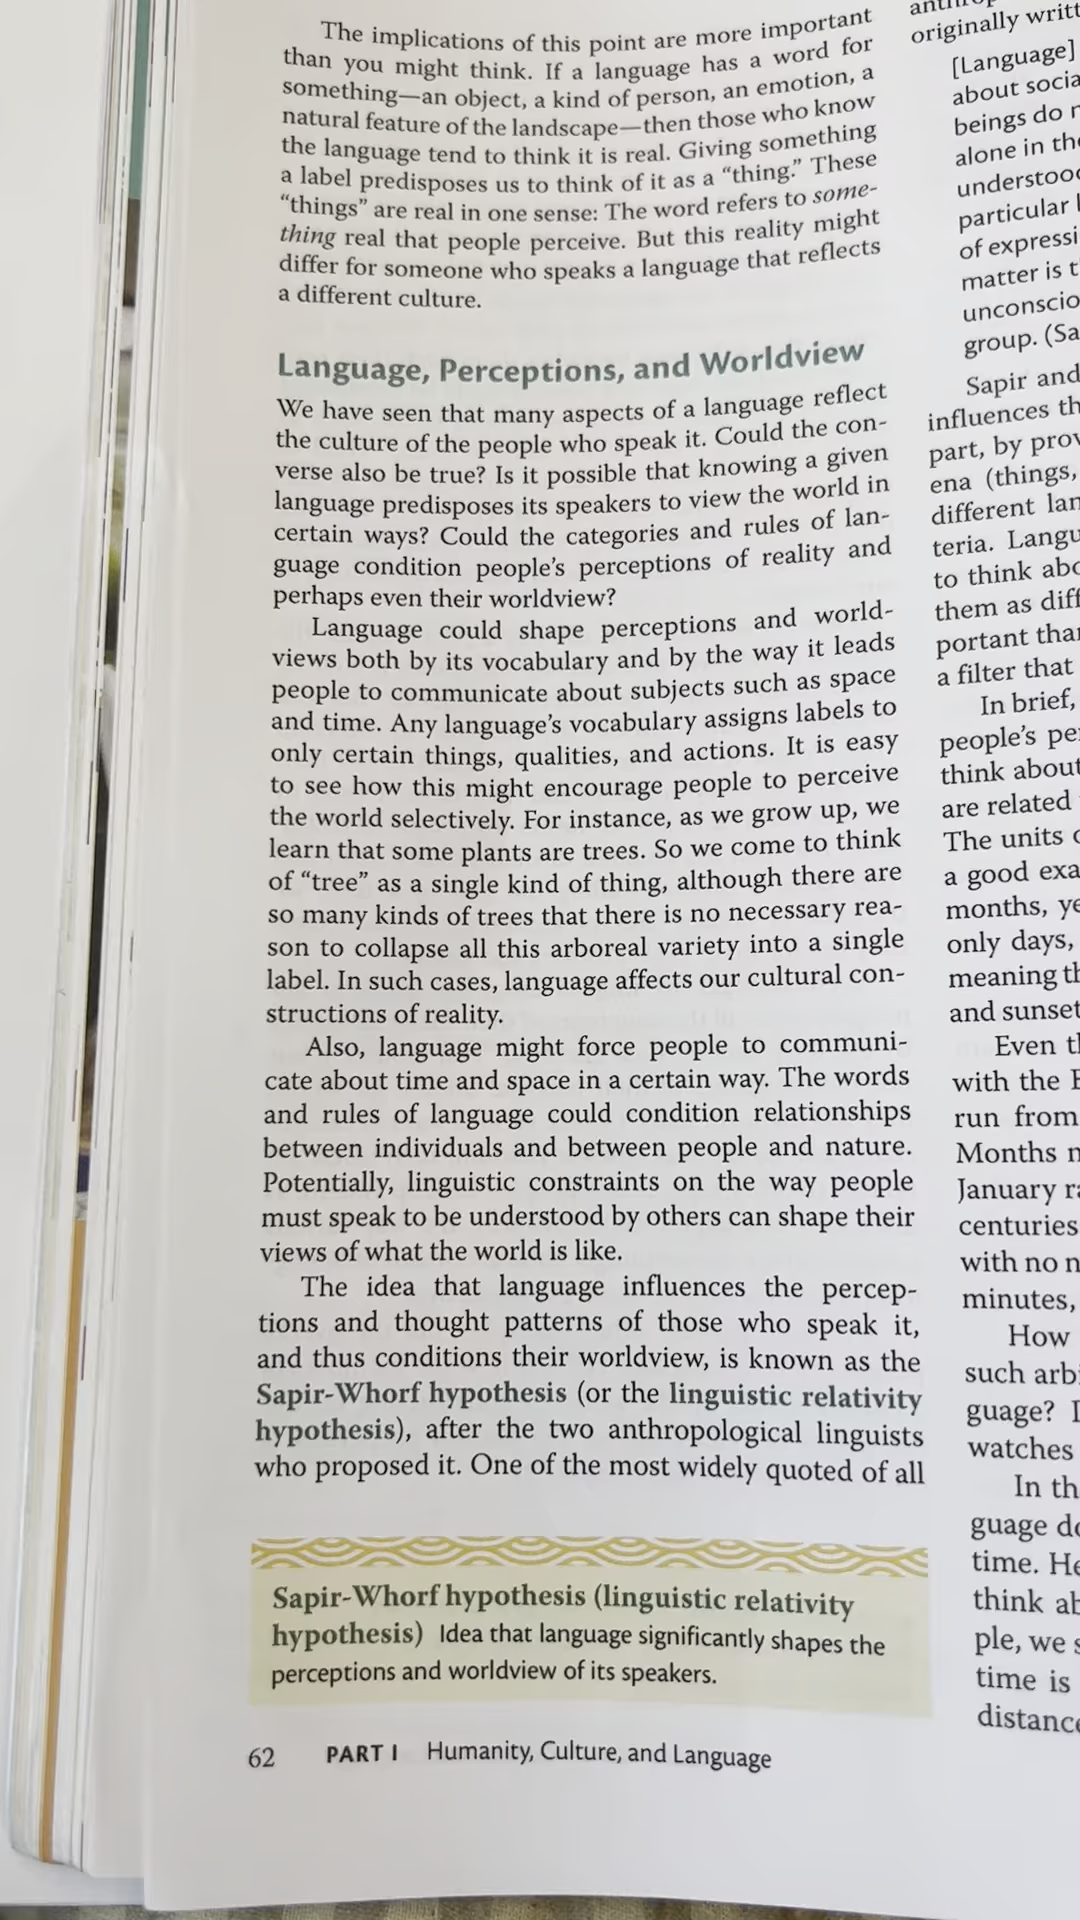 The implications of this point are more important
than you might think. If a language has a word for
something—an object, a kind of person, an emotion, a
natural feature of the landscape—then those who know
the language tend to think it is real. Giving something
a label predisposes us to think of it as a “thing.” These
“things” are real in one sense: The word refers to some-
thing real that people perceive. But this reality might
differ for someone who speaks a language that reflects
a different culture.
Language, Perceptions, and Worldview
We have seen that many aspects of a language reflect
the culture of the people who speak it. Could the con-
verse also be true? Is it possible that knowing a given
language predisposes its speakers to view the world in
certain ways? Could the categories and rules of lan-
guage condition people’s perceptions of reality and
perhaps even their worldview?
Language could shape perceptions and world-
views both by its vocabulary and by the way it leads
people to communicate about subjects such as space
and time. Any language’s vocabulary assigns labels to
only certain things, qualities, and actions. It is easy
to see how this might encourage people to perceive
the world selectively. For instance, as we grow up, we
learn that some plants are trees. So we come to think
of “tree” as a single kind of thing, although there are
so many kinds of trees that there is no necessary rea-
son to collapse all this arboreal variety into a single
label. In such cases, language affects our cultural con-
structions of reality.
Also, language might force people to communi-
cate about time and space in a certain way. The words
and rules of language could condition relationships
between individuals and between people and nature.
Potentially, linguistic constraints on the way people
must speak to be understood by others can shape their
views of what the world is like.
The idea that language influences the percep-
tions and thought patterns of those who speak it,
and thus conditions their worldview, is known as the
Sapir-Whorf hypothesis (or the linguistic relativity
hypothesis), after the two anthropological linguists
who proposed it. One of the most widely quoted of all
Sapir-Whorf hypothesis (linguistic relativity
hypothesis) Idea that language significantly shapes the
perceptions and worldview of its speakers.
62 PART I Humanity, Culture, and Language
originally writt
[Language]
about socia
beings do
alone in the
understood
particular
of expressi
matter is
unconscio
group. (Sa
Sapir and
influences th
part, by prov
ena (things,
different lan
teria. Langu
to think abo
them as diff
portant than
a filter that
In brief,
people’s pe
think about
are related
The units
a good exa
months, ye
only days,
meaning th
and sunset
Even th
with the
run from
Months
January ra
centuries
with no
minutes,
How
such arbi
guage?
watches
In th
guage do
time. He
think ab
ple, we s
time is
distance